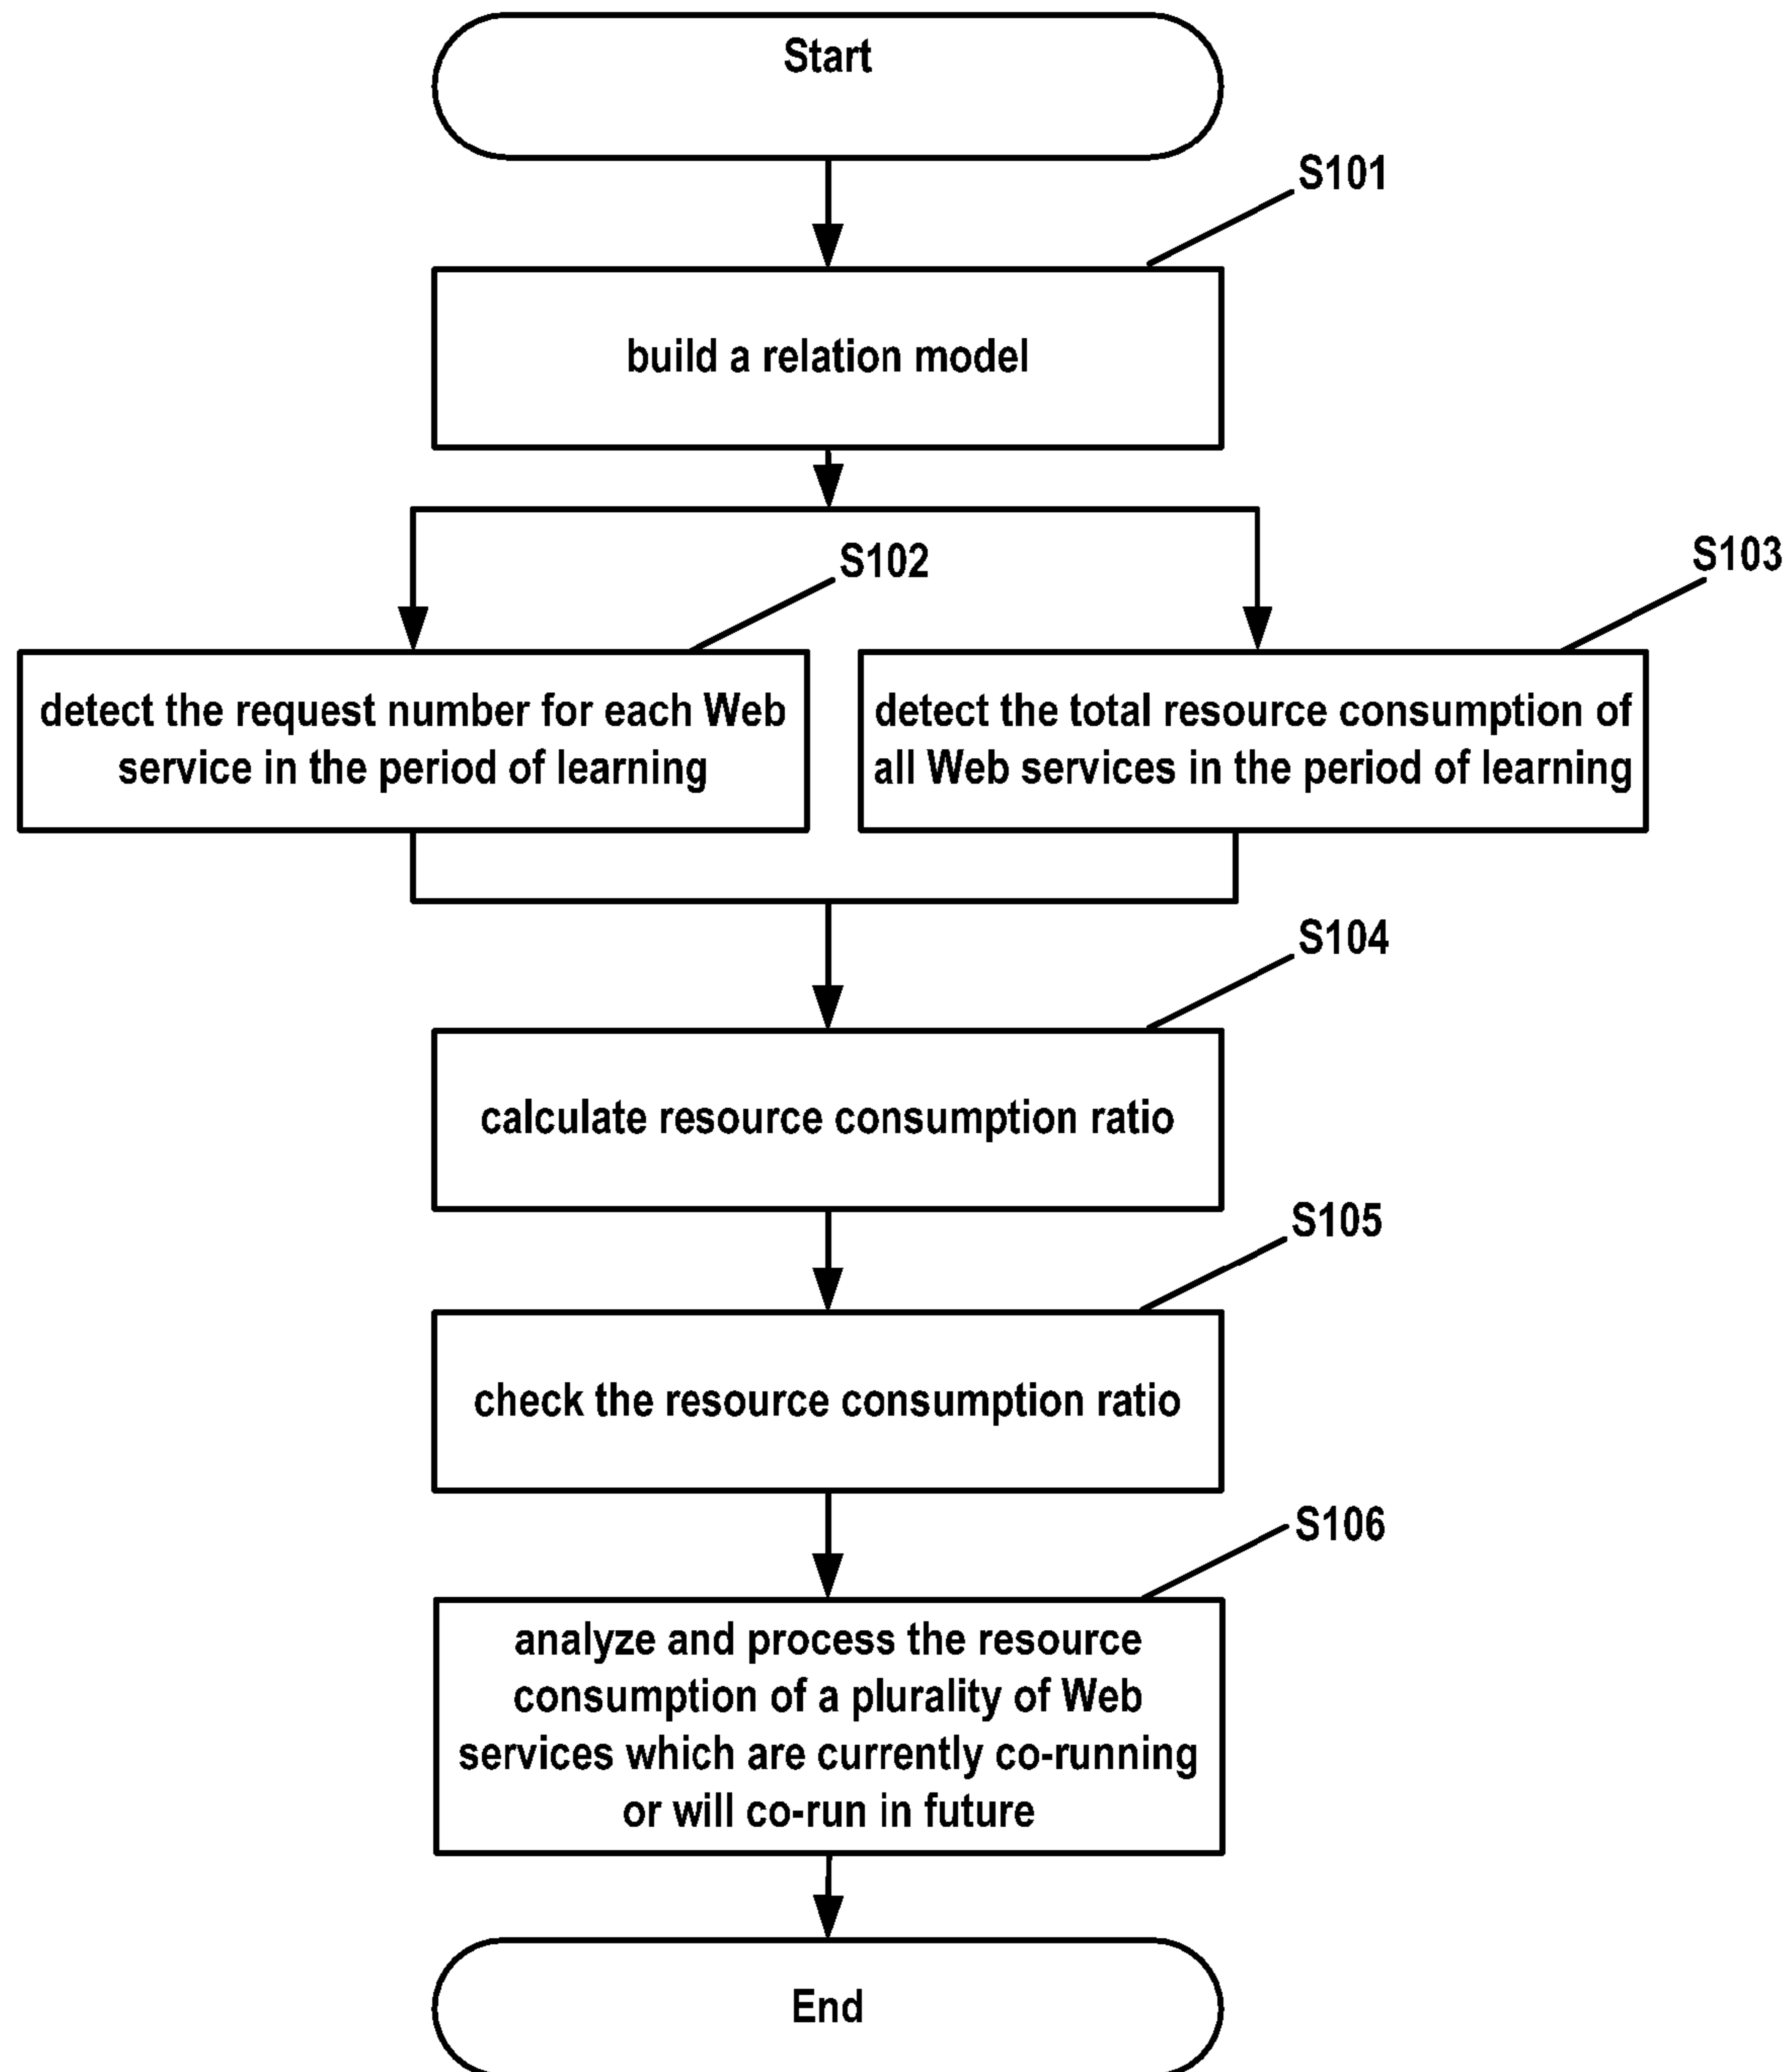 Start
S101
build a relation model
S102
S103
detect the request number for each Web
service in the period of learning
detect the total resource consumption of
all Web services in the period of learning
S104
calculate resource consumption ratio
S105
check the resource consumption ratio
S106
analyze and process the resource
consumption of a plurality of Web
services which are currently co-running
or will co-run in future
End